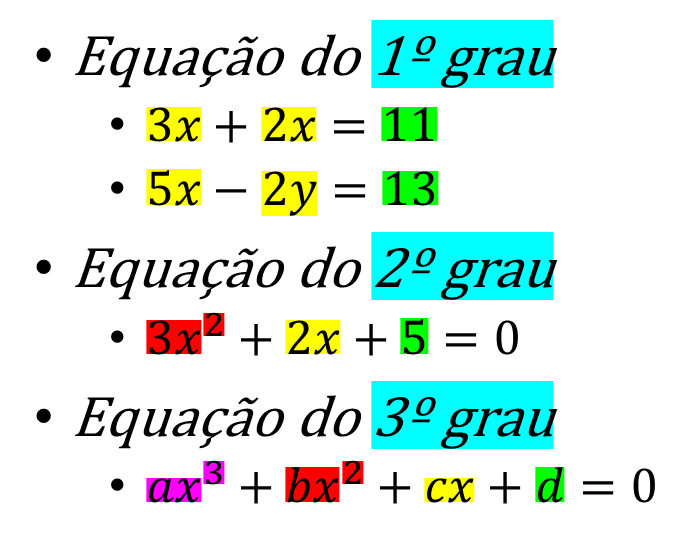 • Equação do 1º grau
• 3x + 2x = 11
• 5x − 2y = 13
• Equação do 2º grau
• 3x² + 2x + 5 = 0
• Equação do 3º grau
• ax³ + bx² + cx + d = 0